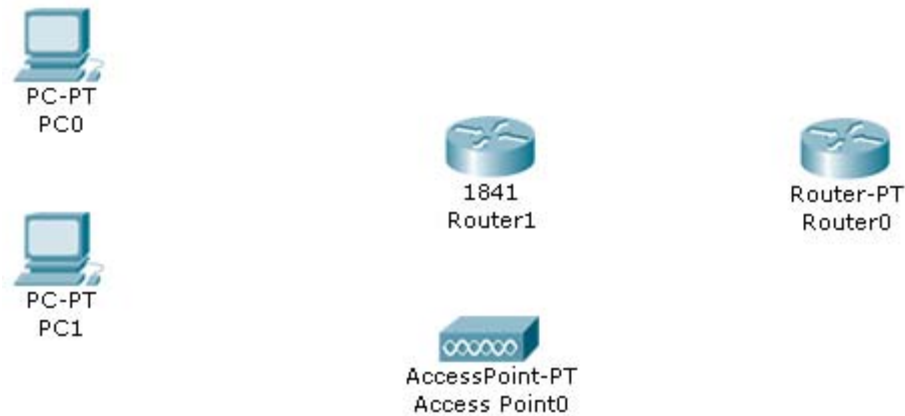 PC-PT
PC0
1841
Router1
Router-PT
Router0
PC-PT
PC1
AccessPoint-PT
Access Point0